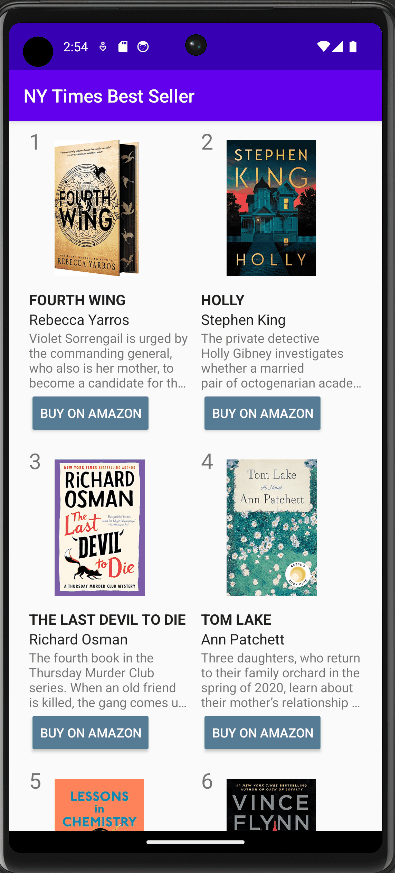 2:54
NY Times Best Seller
1
FOURTH
WING
REBECCA YARROS
2
STEPHEN
KING
HOLLY
FOURTH WING
Rebecca Yarros
Violet Sorrengail is urged by
the commanding general,
who also is her mother, to
become a candidate for th…
BUY ON AMAZON
HOLLY
Stephen King
The private detective
Holly Gibney investigates
whether a married
pair of octogenarian acade…
BUY ON AMAZON
3
RiCHARD
OSMAN
The
Last
DEVIL'
to Die
A THURSDAY MURDER CLUB MYSTERY
4
Tom Lake
Ann Patchett
THE LAST DEVIL TO DIE
Richard Osman
The fourth book in the
Thursday Murder Club
series. When an old friend
is killed, the gang comes u…
BUY ON AMAZON
TOM LAKE
Ann Patchett
Three daughters, who return
to their family orchard in the
spring of 2020, learn about
their mother's relationship …
BUY ON AMAZON
5
LESSONS
in
CHEMISTRY
6
VINCE
FLYNN